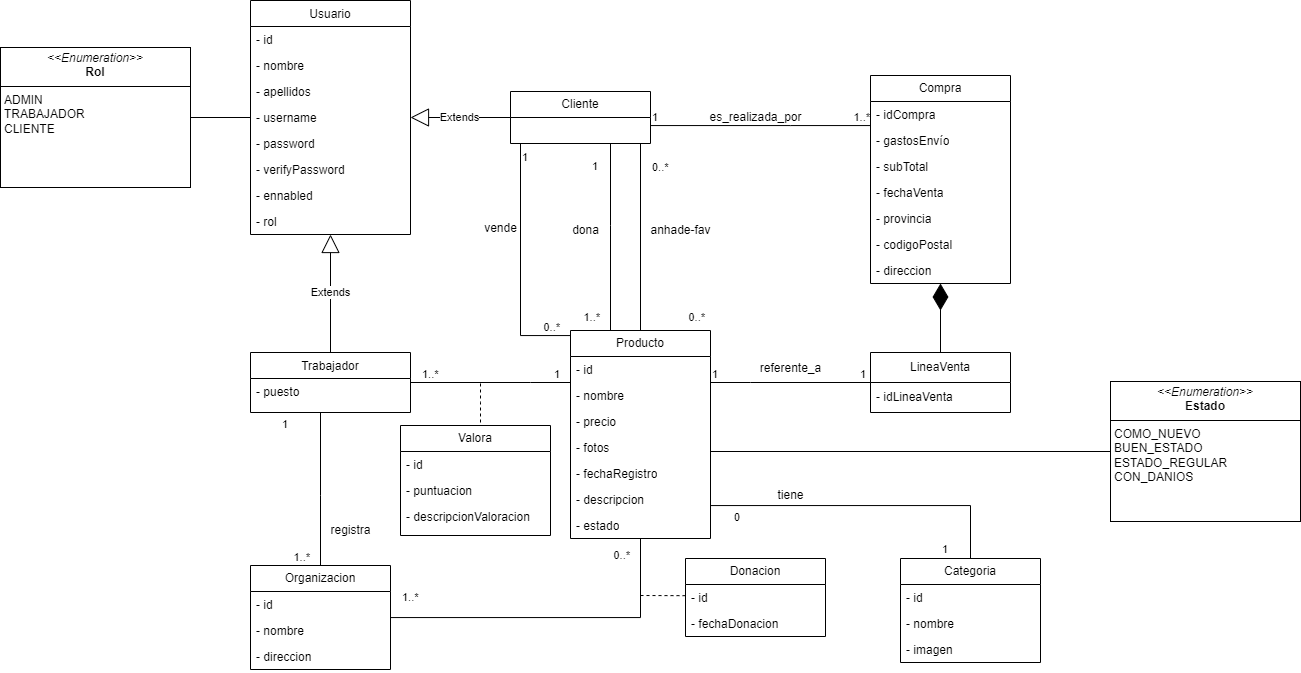 Usuario
- id
- nombre
- apellidos
- username
- password
- verifyPassword
- ennabled
- rol
<<Enumeration>>
Rol
ADMIN
TRABAJADOR
CLIENTE
Extends
Cliente
1
es_realizada_por
1..*
Compra
- idCompra
- gastosEnvío
- subTotal
- fechaVenta
- provincia
- codigoPostal
- direccion
1
1
0..*
vende
dona
anhade-fav
0..*
1..*
0..*
Extends
Trabajador
- puesto
1..*
1
Producto
- id
- nombre
- precio
- fotos
- fechaRegistro
- descripcion
- estado
1
referente_a
1
LineaVenta
- idLineaVenta
<<Enumeration>>
Estado
COMO_NUEVO
BUEN_ESTADO
ESTADO_REGULAR
CON_DANIOS
Valora
- id
- puntuacion
- descripcionValoracion
1
registra
1..*
tiene
0
1
Organizacion
- id
- nombre
- direccion
1..*
0..*
Donacion
- id
- fechaDonacion
Categoria
- id
- nombre
- imagen